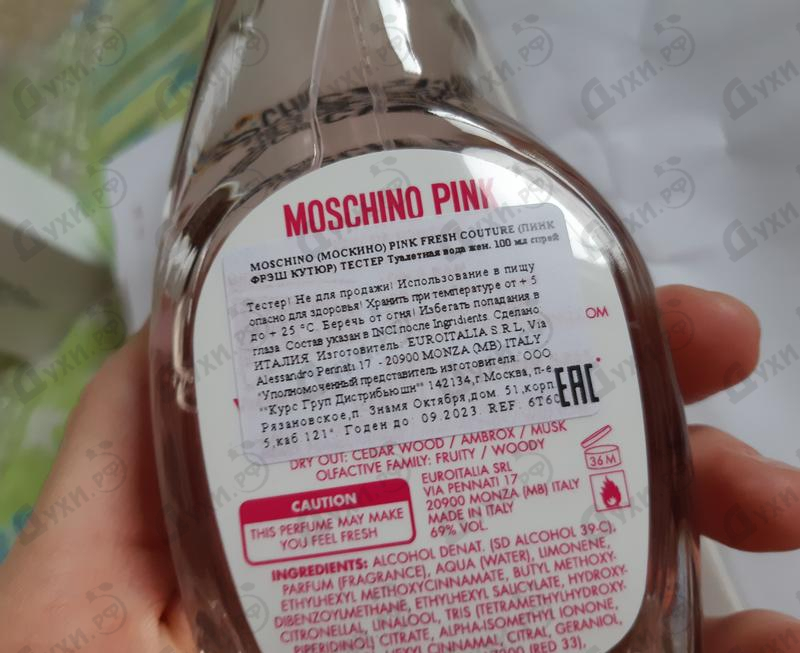 MOSCHINO PINK
MOSCHINO (МОСКИНО) PINK FRESH COUTURE (ПИНК
ФРЭШ КУТЮР) ТЕСТЕР Туалетная вода жен. 100 мл спрей
Тестер! Не для продажи! Использование в пищу
опасно для здоровья! Хранить при температуре от + 5
до + 25 °C. Беречь от огня! Избегать попадания в
глаза. Состав указан в INCI после Ingridients. Сделано
ИТАЛИЯ. Изготовитель EUROITALIA S.R.L, Via
Alessandro Pennati 17 - 20900 MONZA (MB) ITALY
"Уполномоченный представитель изготовителя: ООО
""Курс Груп Дистрибьюшн"" 142134,г Москва, п-е
Рязановское,п. Знамя Октября,дом. 51,корп.
5,каб 121". Годен до 09.2023. REF. 6T60
EAC
OM
DRY OUT: CEDAR WOOD / AMBROX / MUSK
OLFACTIVE FAMILY: FRUITY / WOODY
36 M
CAUTION
THIS PERFUME MAY MAKE
YOU FEEL FRESH
EUROITALIA SRL
VIA PENNATI 17
20900 MONZA (MB) ITALY
MADE IN ITALY
69% VOL.
INGREDIENTS: ALCOHOL DENAT. (SD ALCOHOL 39-C),
PARFUM (FRAGRANCE), AQUA (WATER), LIMONENE,
ETHYLHEXYL METHOXYCINNAMATE, BUTYL METHOXY-
DIBENZOYLMETHANE, ETHYLHEXYL SALICYLATE, HYDROXY-
CITRONELLAL, LINALOOL, TRIS (TETRAMETHYLHYDROXY-
PIPERIDINOL) CITRATE, ALPHA-ISOMETHYL IONONE,
HEXYL CINNAMAL, CITRAL, GERANIOL,
(RED 33),
Духи.рф